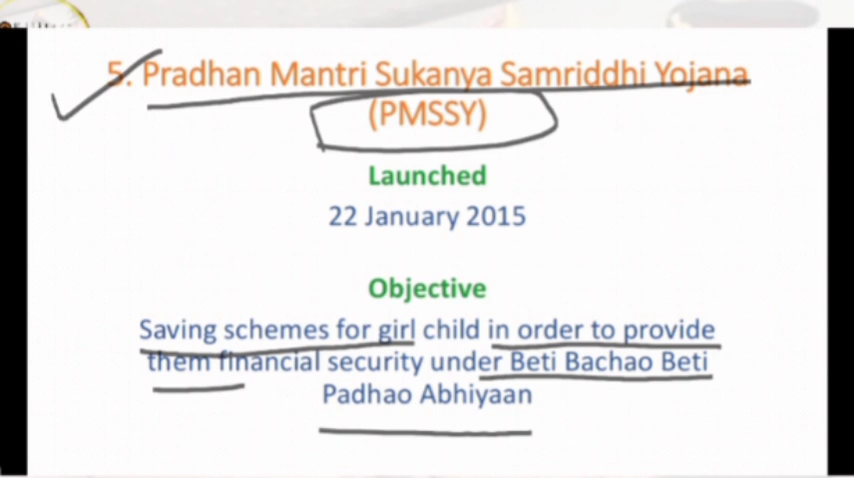 5. Pradhan Mantri Sukanya Samriddhi Yojana
(PMSSY)
Launched
22 January 2015
Objective
Saving schemes for girl child in order to provide
them financial security under Beti Bachao Beti
Padhao Abhiyaan